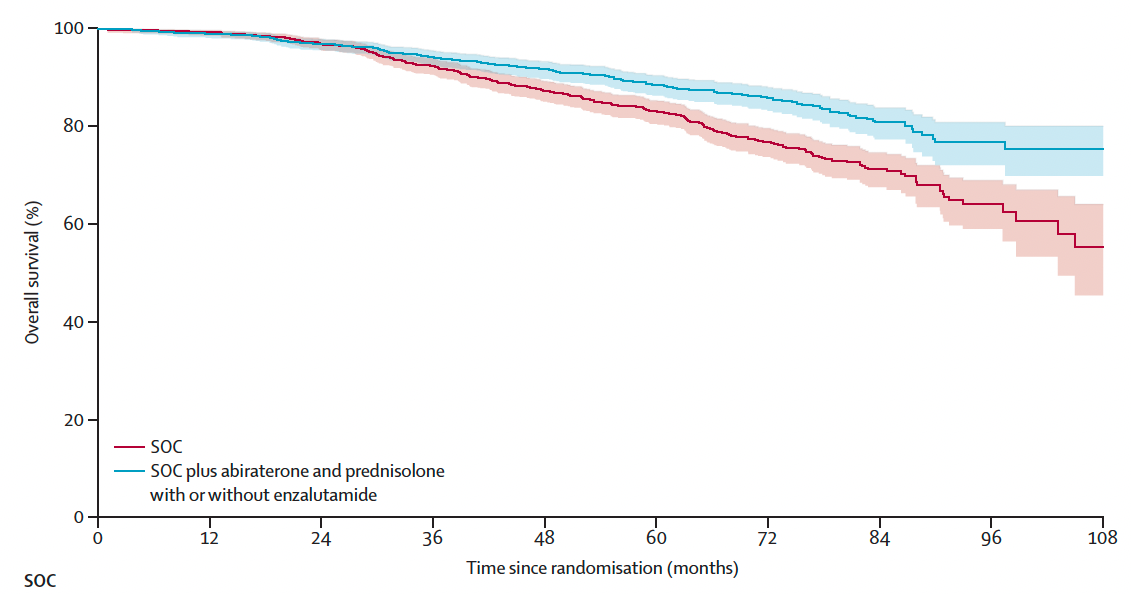 100
80
60
40
20
0
Overall survival (%)
SOC
SOC plus abiraterone and prednisolone
with or without enzalutamide
0 12 24 36 48 60 72 84 96 108
Time since randomisation (months)
SOC